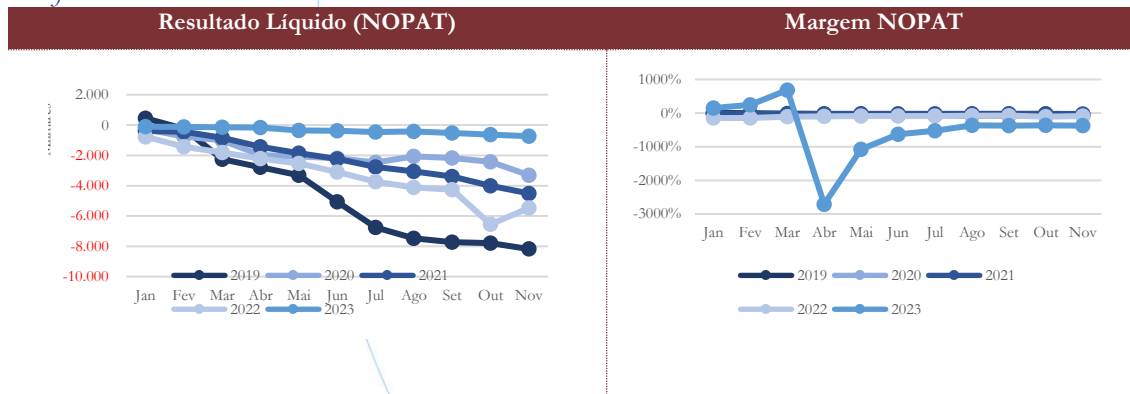 Resultado Líquido (NOPAT)
Margem NOPAT
2.000
0
-2.000
-4.000
-6.000
-8.000
-10.000
Jan Fev Mar Abr Mai Jun Jul Ago Set Out Nov
2019 2020 2021
2022 2023
1000%
0%
-1000%
-2000%
-3000%
Jan Fev Mar Abr Mai Jun Jul Ago Set Out Nov
2019 2020 2021
2022 2023